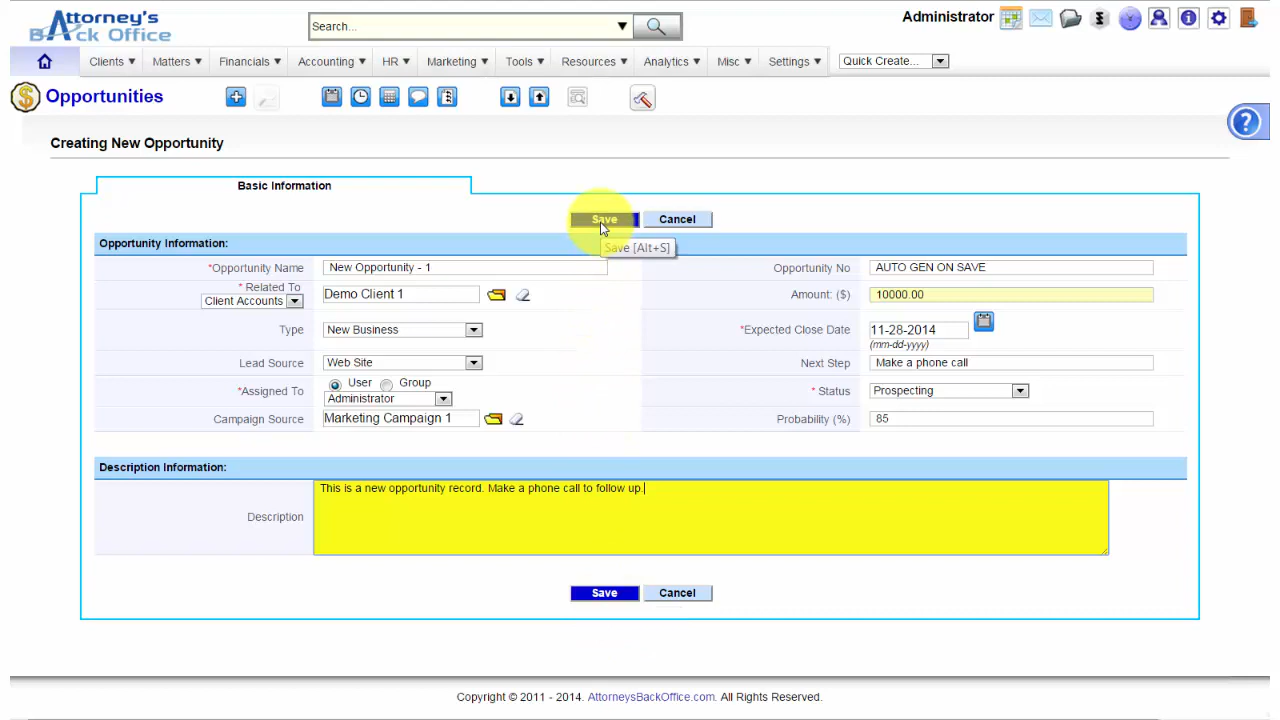 Attorney's
Back Office
Search...
Administrator
Clients
Matters
Financials
Accounting
HR
Marketing
Tools
Resources
Analytics
Misc
Settings
Quick Create...
Opportunities
?
Creating New Opportunity
Basic Information
Save
Cancel
Save [Alt+S]
Opportunity Information:
*Opportunity Name
New Opportunity - 1
Opportunity No
AUTO GEN ON SAVE
* Related To
Client Accounts
Demo Client 1
Amount: ($)
10000.00
Type
New Business
*Expected Close Date
11-28-2014
(mm-dd-yyyy)
Lead Source
Web Site
Next Step
Make a phone call
*Assigned To
User
Group
Administrator
* Status
Prospecting
Campaign Source
Marketing Campaign 1
Probability (%)
85
Description Information:
Description
This is a new opportunity record. Make a phone call to follow up.
Save
Cancel
Copyright © 2011 - 2014. AttorneysBackOffice.com. All Rights Reserved.